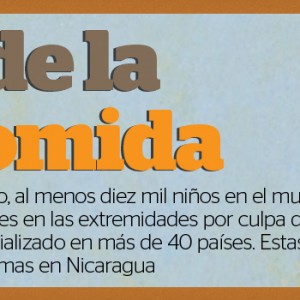 de la
omida
o, al menos diez mil niños en el mu
es en las extremidades por culpa d
ializado en más de 40 países. Estas
mas en Nicaragua